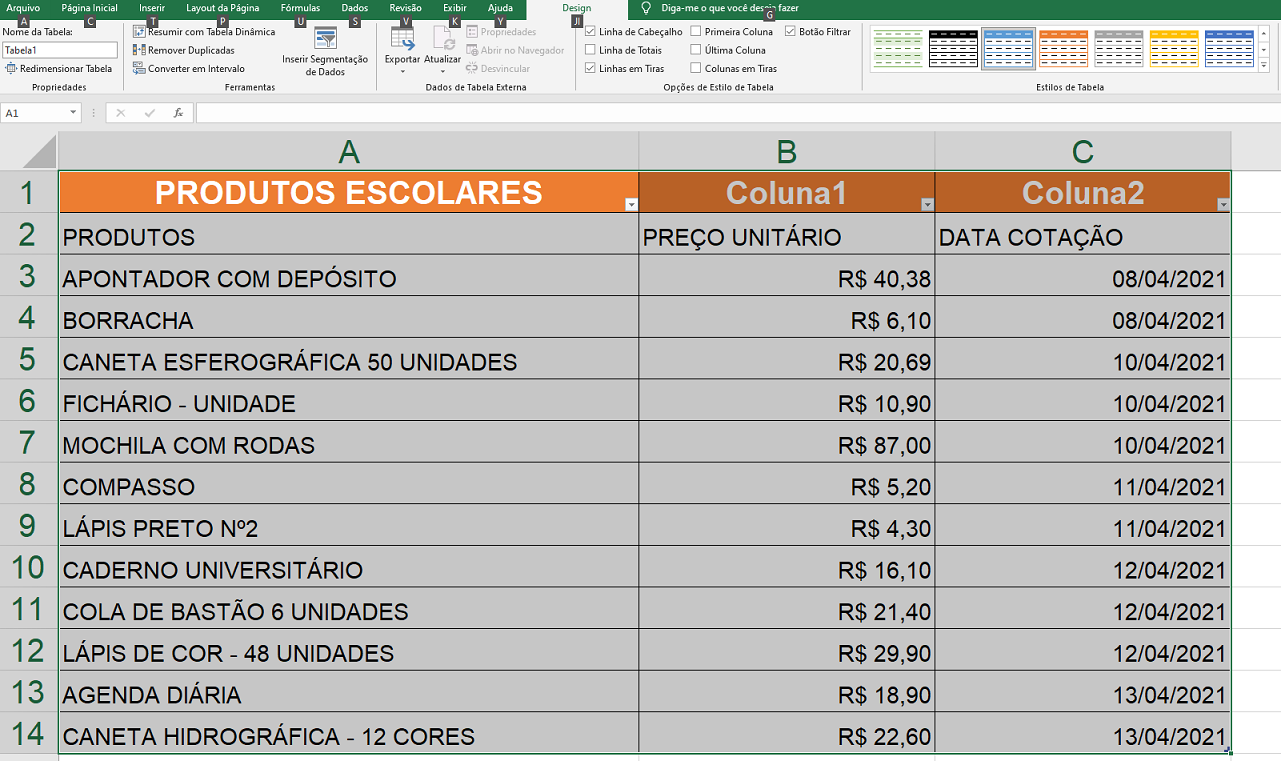 Arquivo Página Inicial Inserir Layout da Página Fórmulas Dados Revisão Exibir Ajuda Design Diga-me o que você deseja fazer
A C T P U S V K Y JI G
Nome da Tabela:
Tabela1
Redimensionar Tabela
Propriedades
Resumir com Tabela Dinâmica
Remover Duplicadas
Converter em Intervalo
Inserir Segmentação
de Dados
Ferramentas
Exportar Atualizar
Propriedades
Abrir no Navegador
Desvincular
Dados de Tabela Externa
Linha de Cabeçalho Primeira Coluna Botão Filtrar
Linha de Totais Última Coluna
Linhas em Tiras Colunas em Tiras
Opções de Estilo de Tabela
Estilos de Tabela
A1 fx
A B C
1 PRODUTOS ESCOLARES Coluna1 Coluna2
2 PRODUTOS PREÇO UNITÁRIO DATA COTAÇÃO
3 APONTADOR COM DEPÓSITO R$ 40,38 08/04/2021
4 BORRACHA R$ 6,10 08/04/2021
5 CANETA ESFEROGRÁFICA 50 UNIDADES R$ 20,69 10/04/2021
6 FICHÁRIO - UNIDADE R$ 10,90 10/04/2021
7 MOCHILA COM RODAS R$ 87,00 10/04/2021
8 COMPASSO R$ 5,20 11/04/2021
9 LÁPIS PRETO Nº2 R$ 4,30 11/04/2021
10 CADERNO UNIVERSITÁRIO R$ 16,10 12/04/2021
11 COLA DE BASTÃO 6 UNIDADES R$ 21,40 12/04/2021
12 LÁPIS DE COR - 48 UNIDADES R$ 29,90 12/04/2021
13 AGENDA DIÁRIA R$ 18,90 13/04/2021
14 CANETA HIDROGRÁFICA - 12 CORES R$ 22,60 13/04/2021